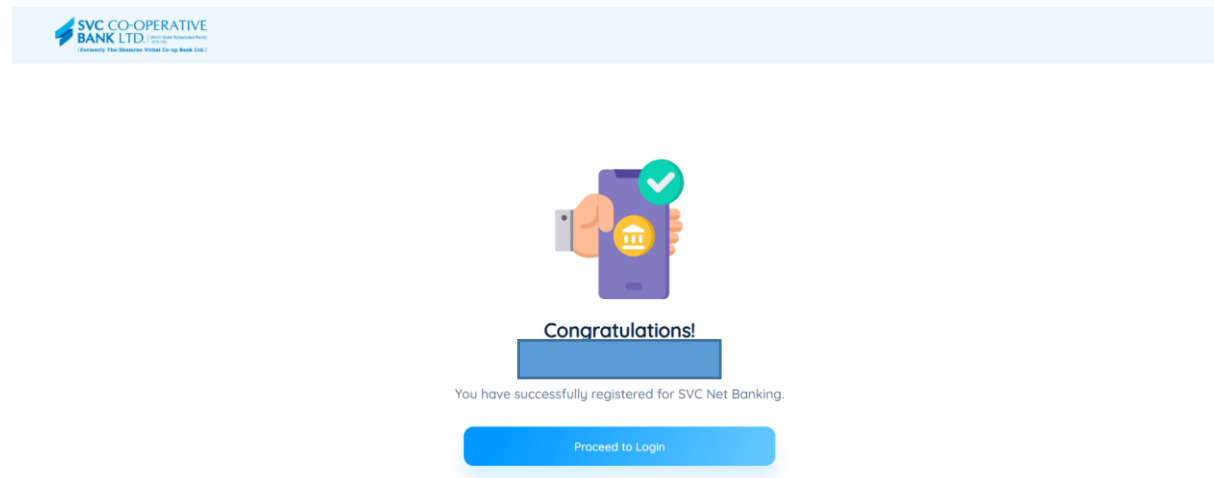 SVC CO-OPERATIVE
BANK LTD.
(Formerly The Shamrao Vithal Co-op Bank Ltd.)
Congratulations!
You have successfully registered for SVC Net Banking.
Proceed to Login